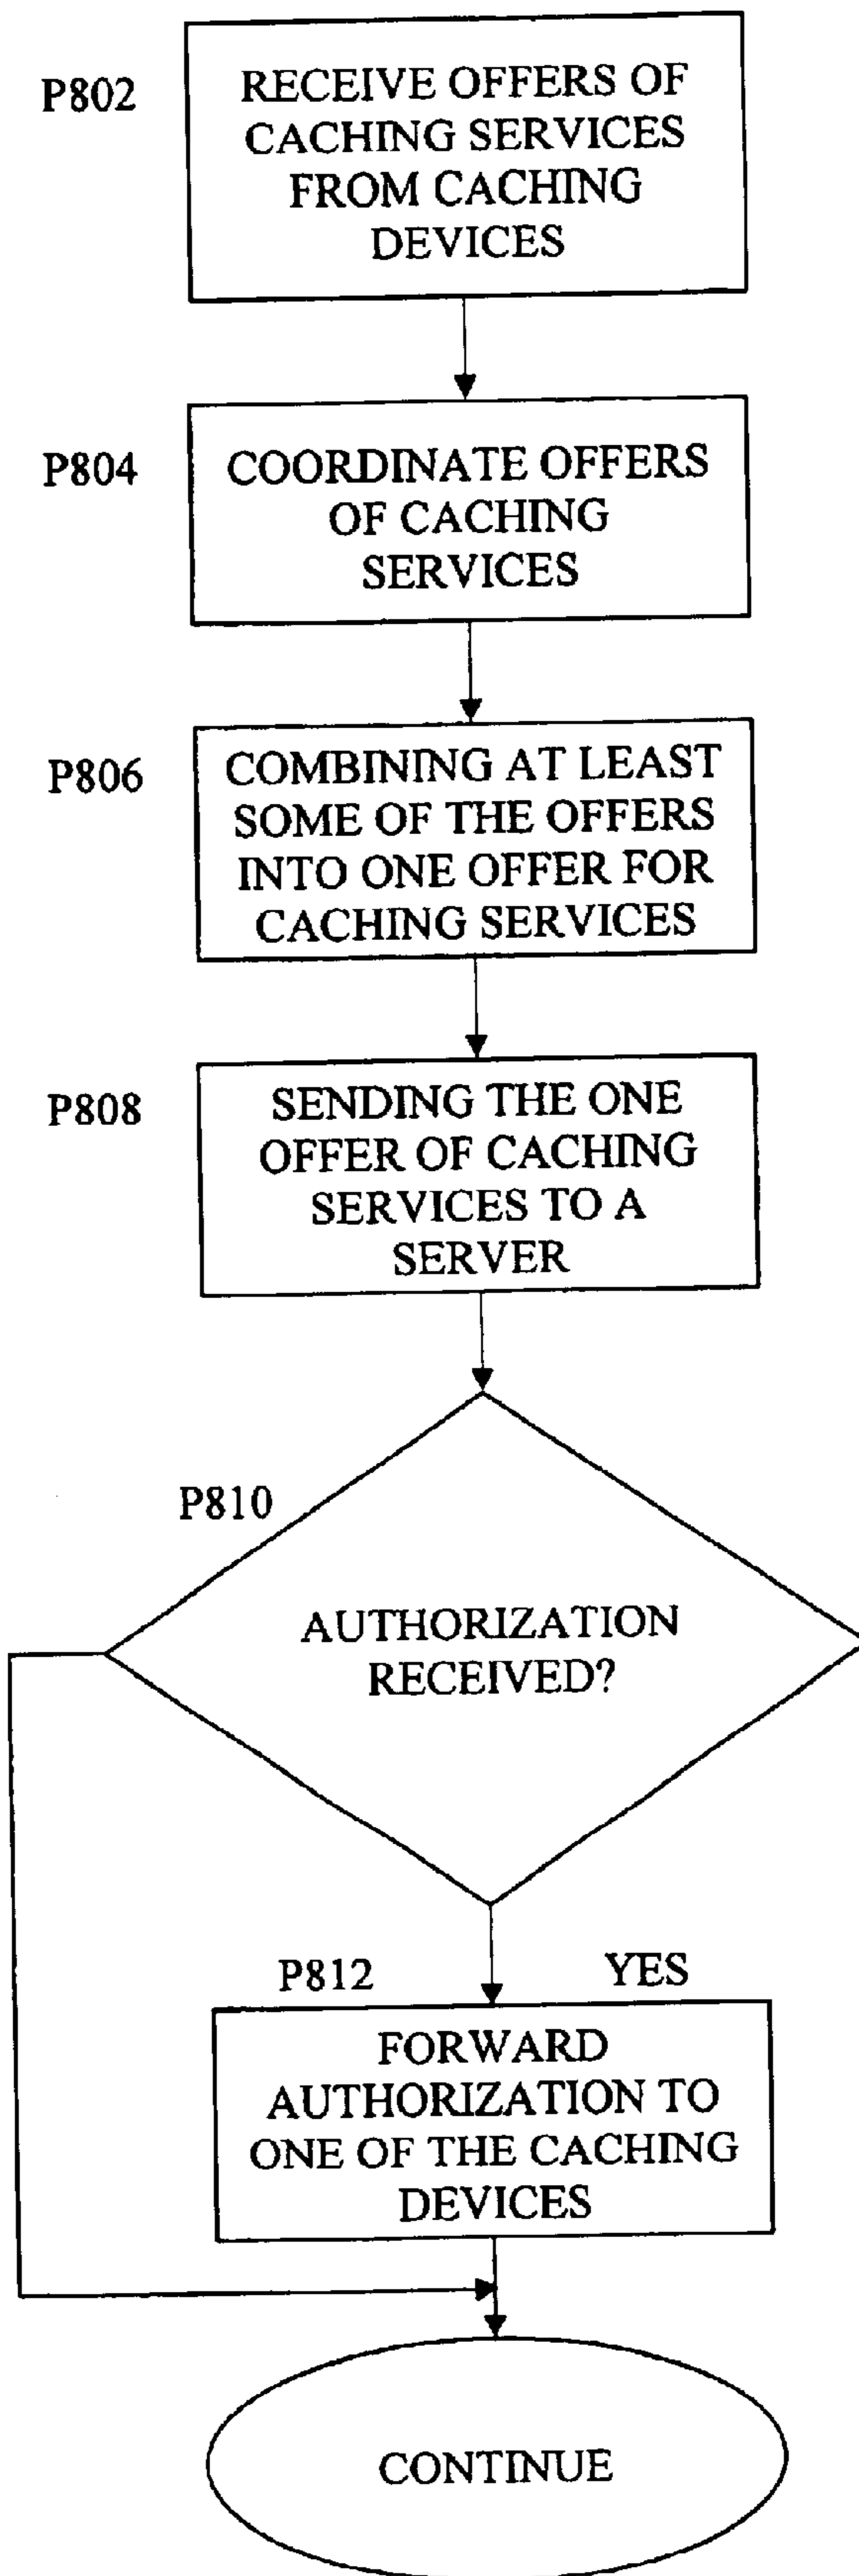 P802
RECEIVE OFFERS OF
CACHING SERVICES
FROM CACHING
DEVICES
P804
COORDINATE OFFERS
OF CACHING
SERVICES
P806
COMBINING AT LEAST
SOME OF THE OFFERS
INTO ONE OFFER FOR
CACHING SERVICES
P808
SENDING THE ONE
OFFER OF CACHING
SERVICES TO A
SERVER
P810
AUTHORIZATION
RECEIVED?
P812
YES
FORWARD
AUTHORIZATION TO
ONE OF THE CACHING
DEVICES
CONTINUE